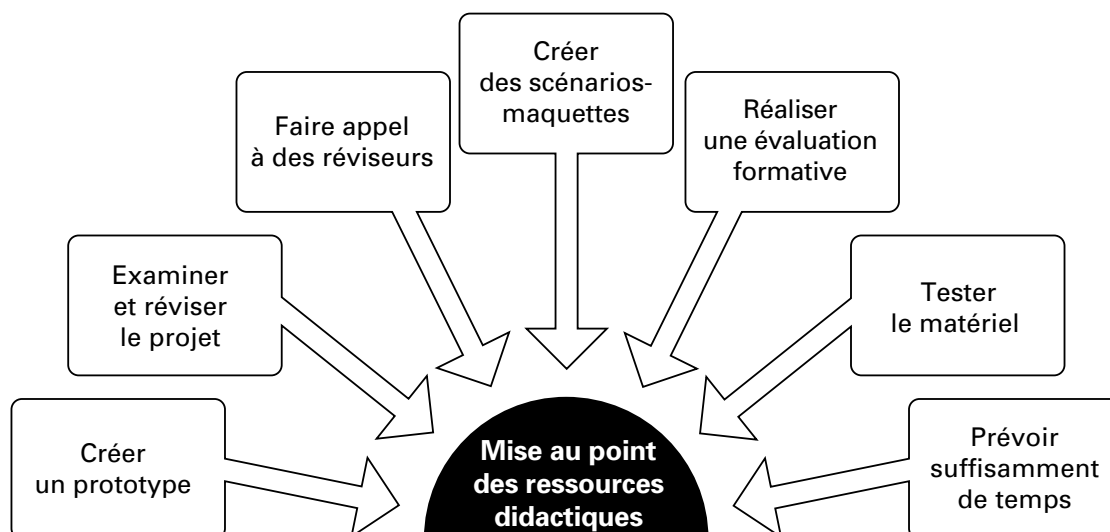 Créer
un prototype
Examiner
et réviser
le projet
Faire appel
à des réviseurs
Créer
des scénarios-
maquettes
Réaliser
une évaluation
formative
Tester
le matériel
Prévoir
suffisamment
de temps
Mise au point
des ressources
didactiques